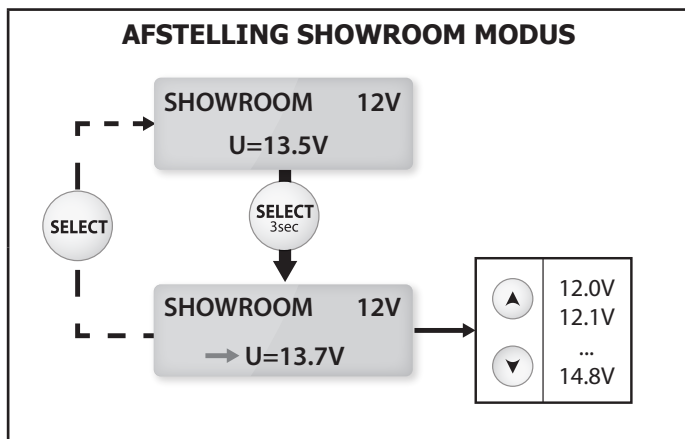 AFSTELLING SHOWROOM MODUS
SHOWROOM 12V
U=13.5V
SELECT
SELECT
3sec
SHOWROOM 12V
U=13.7V
12.0V
12.1V
...
14.8V